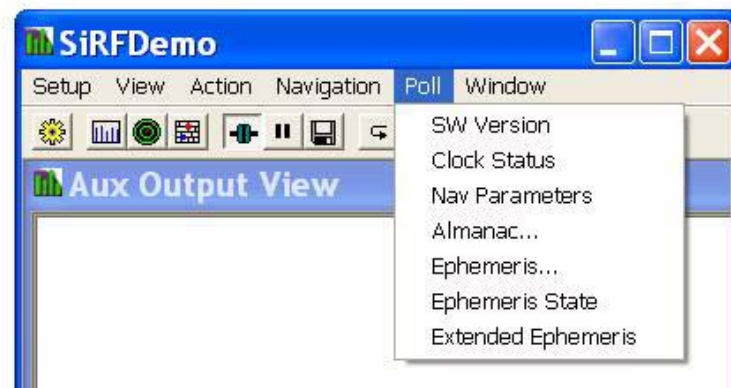 SiRFDemo
Setup View Action Navigation Poll Window
Aux Output View
SW Version
Clock Status
Nav Parameters
Almanac...
Ephemeris...
Ephemeris State
Extended Ephemeris